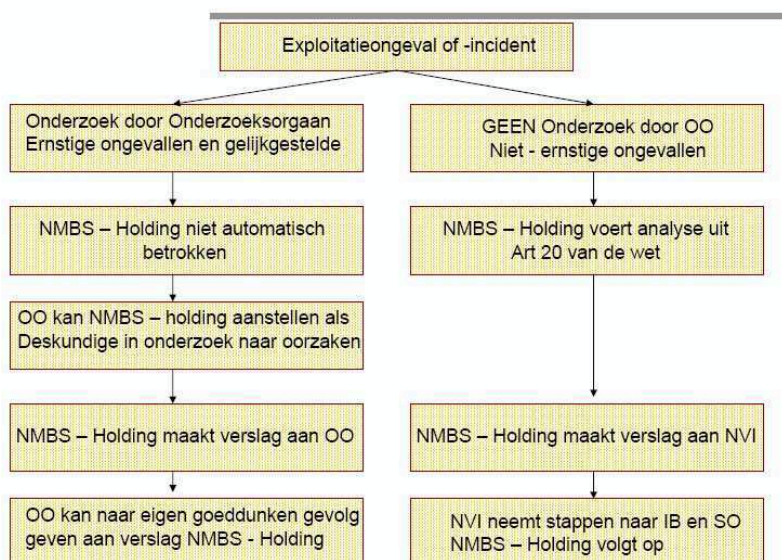 Exploitatieongeval of -incident
Onderzoek door Onderzoeksorgaan
Ernstige ongevallen en gelijkgestelde
GEEN Onderzoek door OO
Niet - ernstige ongevallen
NMBS – Holding niet automatisch
betrokken
NMBS – Holding voert analyse uit
Art 20 van de wet
OO kan NMBS – holding aanstellen als
Deskundige in onderzoek naar oorzaken
NMBS – Holding maakt verslag aan OO
NMBS – Holding maakt verslag aan NVI
OO kan naar eigen goeddunken gevolg
geven aan verslag NMBS - Holding
NVI neemt stappen naar IB en SO
NMBS – Holding volgt op